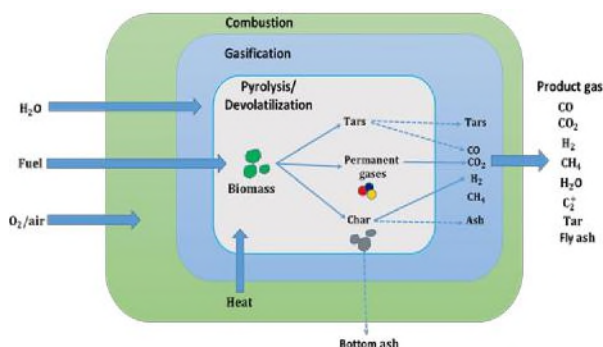 Combustion
Gasification
Pyrolysis/
Devolatilization
H₂O
Fuel
O₂/air
Biomass
Tars
Permanent
gases
Char
Tars
CO
CO₂
H₂
CH₄
Ash
Heat
Bottom ash
Product gas
CO
CO₂
H₂
CH₄
H₂O
C₂⁺
Tar
Fly ash